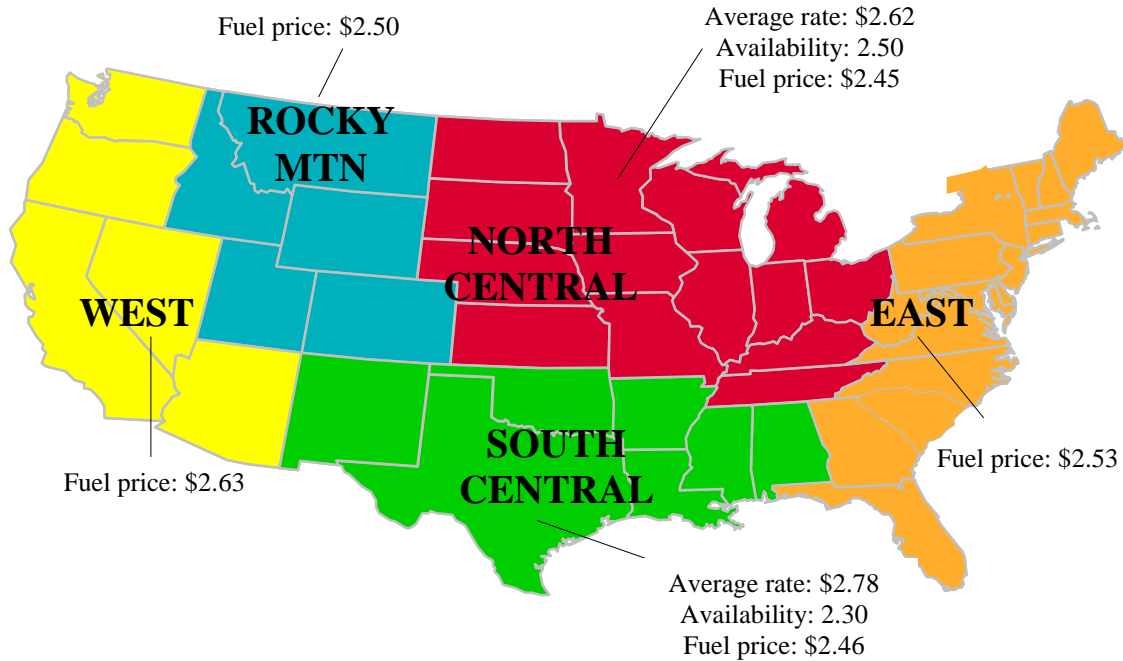 Fuel price: $2.50
Average rate: $2.62
Availability: 2.50
Fuel price: $2.45
ROCKY
MTN
NORTH
CENTRAL
WEST
EAST
SOUTH
CENTRAL
Fuel price: $2.63
Fuel price: $2.53
Average rate: $2.78
Availability: 2.30
Fuel price: $2.46